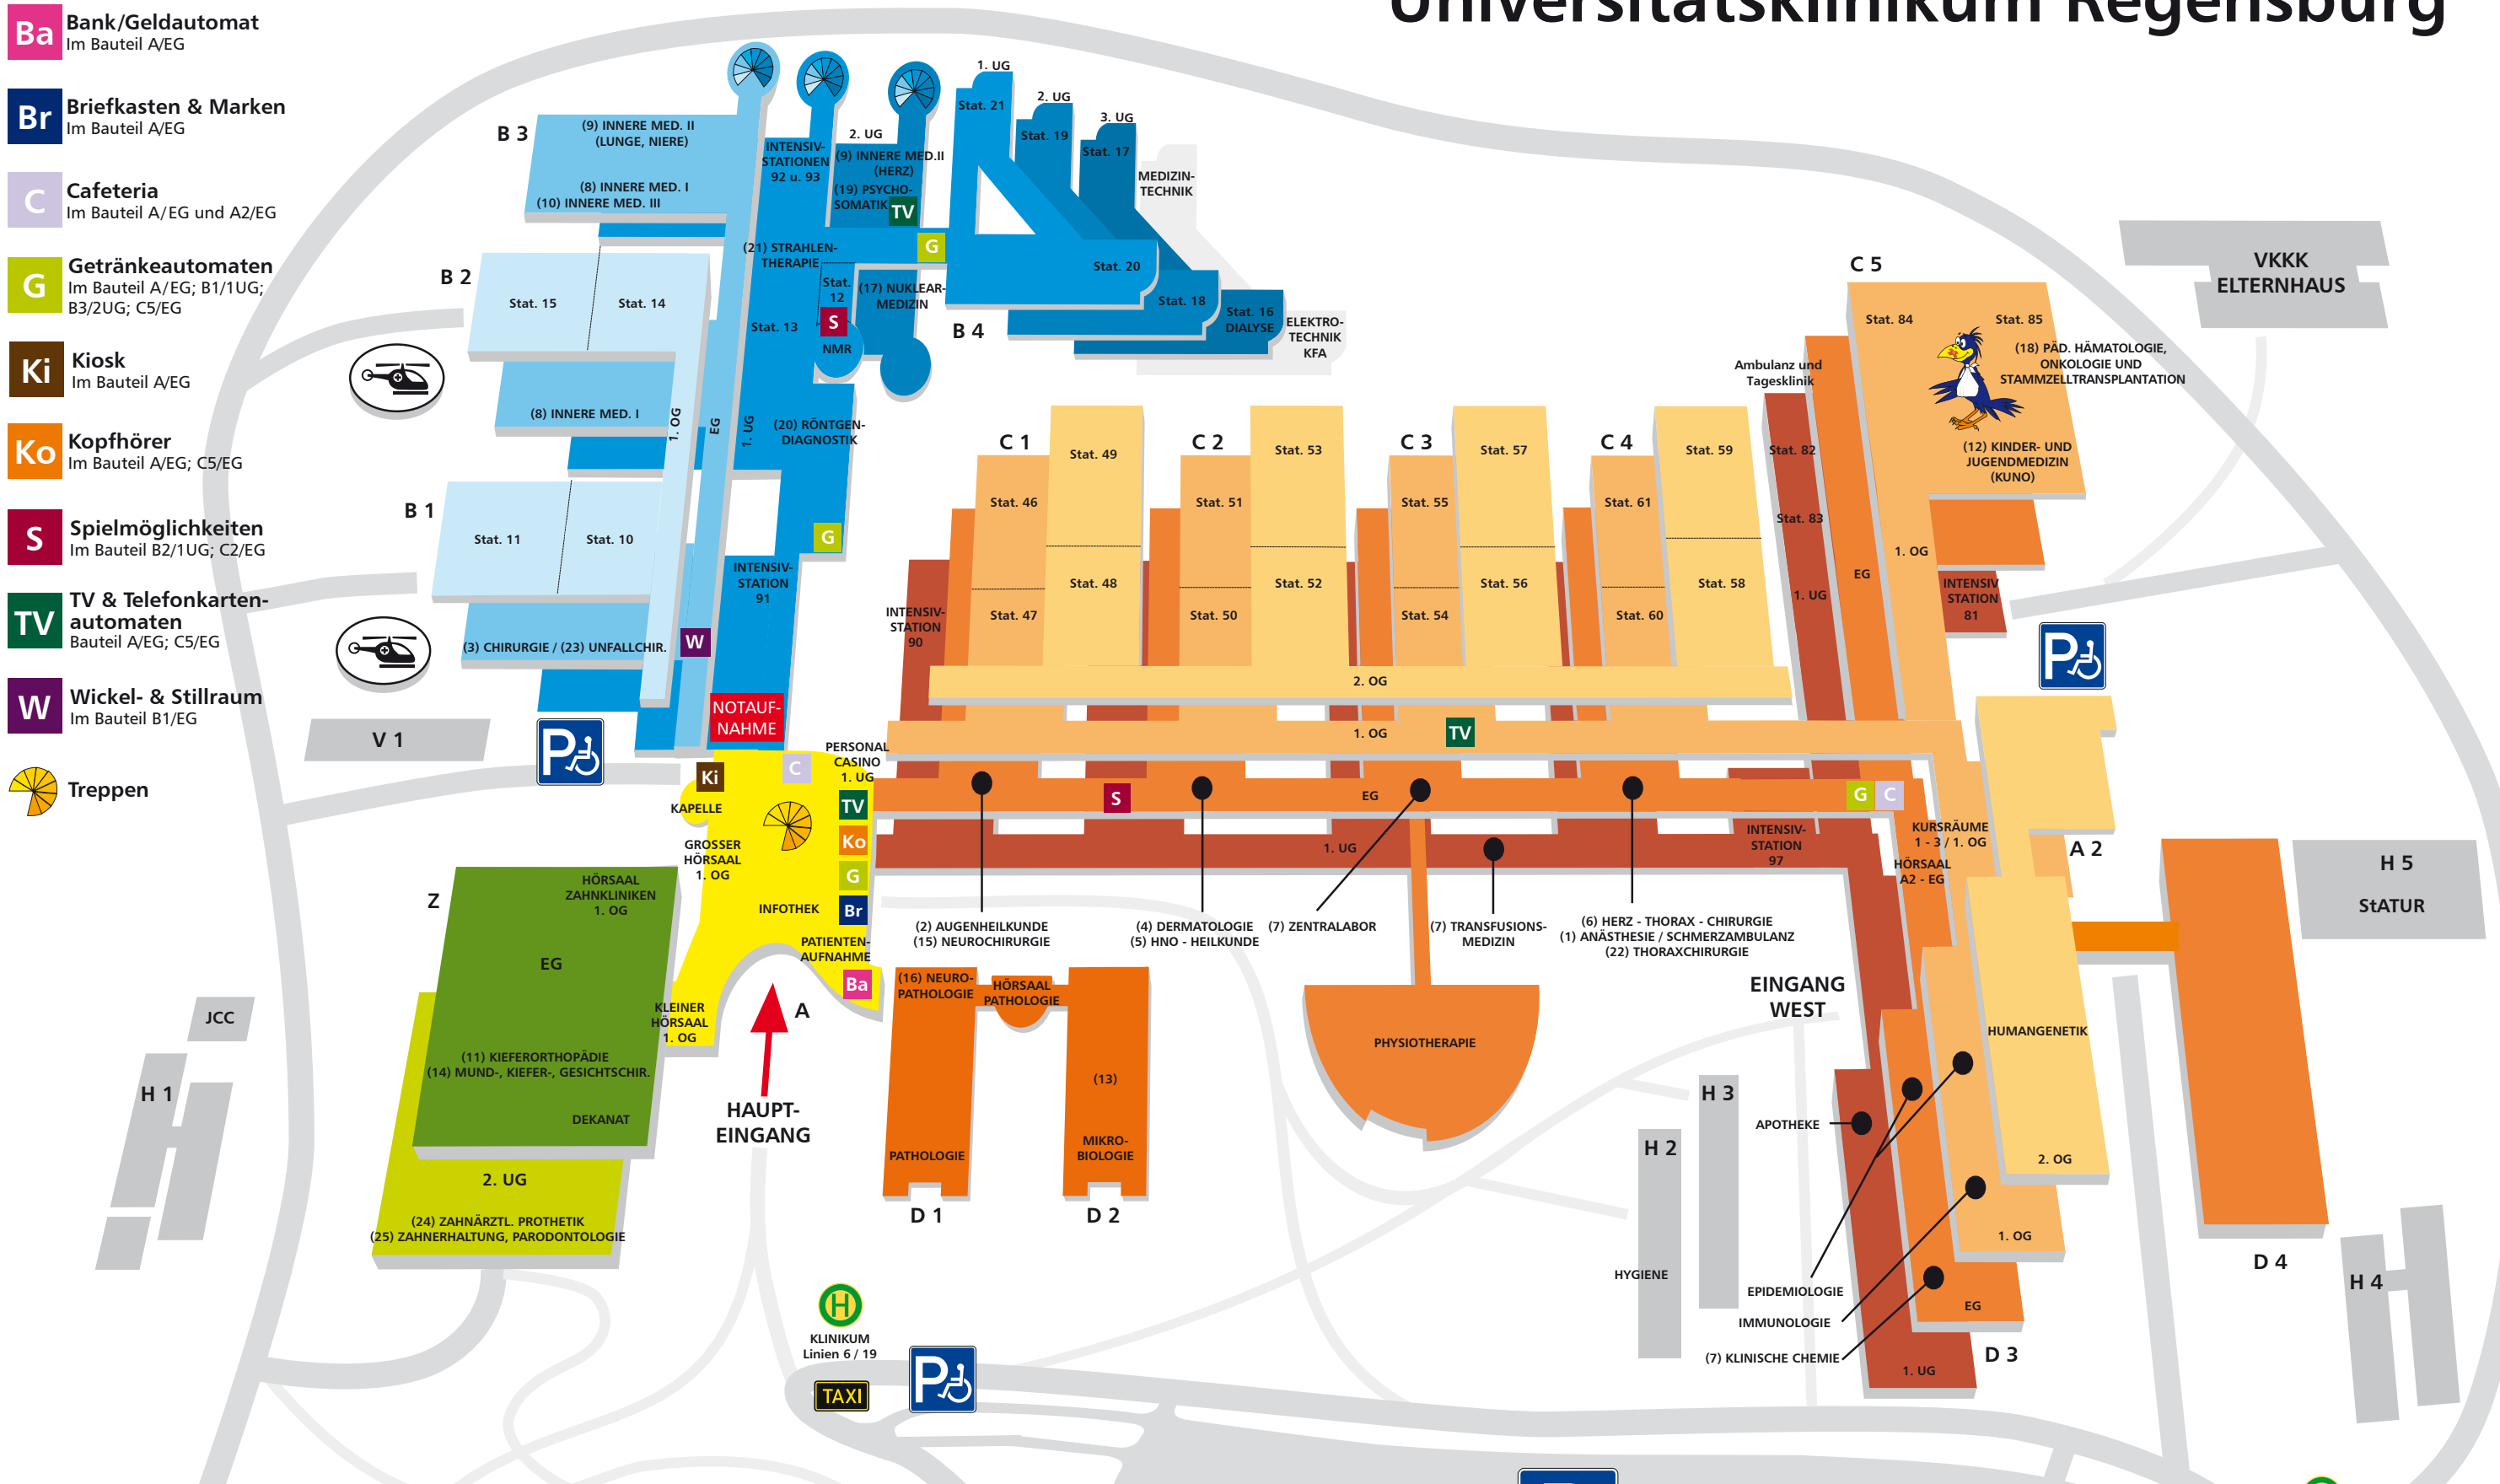 Universitätsklinikum Regensburg
Ba
Bank/Geldautomat
Im Bauteil A/EG
Br
Briefkasten & Marken
Im Bauteil A/EG
C
Cafeteria
Im Bauteil A/EG und A2/EG
G
Getränkeautomaten
Im Bauteil A/EG; B1/1UG;
B3/2UG; C5/EG
Ki
Kiosk
Im Bauteil A/EG
Ko
Kopfhörer
Im Bauteil A/EG; C5/EG
S
Spielmöglichkeiten
Im Bauteil B2/1UG; C2/EG
TV
TV & Telefonkarten-
automaten
Bauteil A/EG; C5/EG
W
Wickel- & Stillraum
Im Bauteil B1/EG
Treppen
B 3
(9) INNERE MED. II
(LUNGE, NIERE)
(8) INNERE MED. I
(10) INNERE MED. III
INTENSIV-
STATIONEN
92 u. 93
2. UG
(9) INNERE MED.II
(HERZ)
(19) PSYCHO-
SOMATIK
TV
G
(21) STRAHLEN-
THERAPIE
Stat.
12
S
NMR
(17) NUKLEAR-
MEDIZIN
Stat. 13
1. UG
Stat. 21
2. UG
Stat. 19
3. UG
Stat. 17
MEDIZIN-
TECHNIK
Stat. 20
Stat. 18
Stat. 16
DIALYSE
ELEKTRO-
TECHNIK
KFA
B 4
B 2
Stat. 15
Stat. 14
(8) INNERE MED. I
1. OG
EG
1. UG
(20) RÖNTGEN-
DIAGNOSTIK
G
B 1
Stat. 11
Stat. 10
INTENSIV-
STATION
91
(3) CHIRURGIE / (23) UNFALLCHIR.
W
NOTAUF-
NAHME
V 1
P
C 1
Stat. 49
Stat. 46
Stat. 48
Stat. 47
INTENSIV-
STATION
90
C 2
Stat. 53
Stat. 51
Stat. 52
Stat. 50
C 3
Stat. 57
Stat. 55
Stat. 56
Stat. 54
C 4
Stat. 59
Stat. 61
Stat. 58
Stat. 60
Ambulanz und
Tagesklinik
Stat. 82
Stat. 83
1. UG
EG
1. OG
C 5
Stat. 84
Stat. 85
(18) PÄD. HÄMATOLOGIE,
ONKOLOGIE UND
STAMMZELLTRANSPLANTATION
(12) KINDER- UND
JUGENDMEDIZIN
(KUNO)
INTENSIV
STATION
81
VKKK
ELTERNHAUS
P
2. OG
1. OG
TV
EG
S
G
C
1. UG
INTENSIV-
STATION
97
KURSRÄUME
1 - 3 / 1. OG
HÖRSAAL
A2 - EG
A 2
H 5
StATUR
PERSONAL
CASINO
1. UG
Ki
C
KAPELLE
TV
Ko
G
Br
GROSSER
HÖRSAAL
1. OG
INFOTHEK
PATIENTEN-
AUFNAHME
Ba
KLEINER
HÖRSAAL
1. OG
A
HAUPT-
EINGANG
Z
HÖRSAAL
ZAHNKLINIKEN
1. OG
EG
(11) KIEFERORTHOPÄDIE
(14) MUND-, KIEFER-, GESICHTSCHIR.
DEKANAT
2. UG
(24) ZAHNÄRZTL. PROTHETIK
(25) ZAHNERHALTUNG, PARODONTOLOGIE
JCC
H 1
(2) AUGENHEILKUNDE
(15) NEUROCHIRURGIE
(4) DERMATOLOGIE
(5) HNO - HEILKUNDE
(7) ZENTRALABOR
(7) TRANSFUSIONS-
MEDIZIN
(6) HERZ - THORAX - CHIRURGIE
(1) ANÄSTHESIE / SCHMERZAMBULANZ
(22) THORAXCHIRURGIE
(16) NEURO-
PATHOLOGIE
HÖRSAAL
PATHOLOGIE
PATHOLOGIE
D 1
(13)
MIKRO-
BIOLOGIE
D 2
PHYSIOTHERAPIE
EINGANG
WEST
H 3
H 2
HYGIENE
APOTHEKE
EPIDEMIOLOGIE
IMMUNOLOGIE
(7) KLINISCHE CHEMIE
HUMANGENETIK
2. OG
1. OG
EG
1. UG
D 3
D 4
H 4
H
KLINIKUM
Linien 6 / 19
TAXI
P